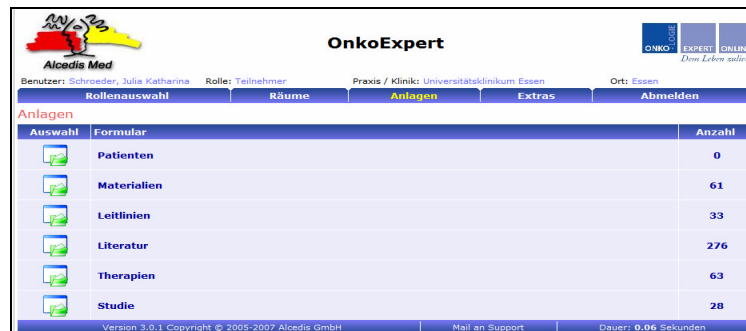 Alcedis Med
OnkoExpert
ONKO-LOGIE EXPERT ONLIN
Dem Leben
Benutzer: Schroeder, Julia Katharina Rolle: Teilnehmer Praxis / Klinik: Universitätsklinikum Essen Ort: Essen
Rollenauswahl Räume Anlagen Extras Abmelden
Anlagen
Auswahl Formular Anzahl
Patienten 0
Materialien 61
Leitlinien 33
Literatur 276
Therapien 63
Studie 28
Version 3.0.1 Copyright © 2005-2007 Alcedis GmbH Mail an Support Dauer: 0.06 Sekunden